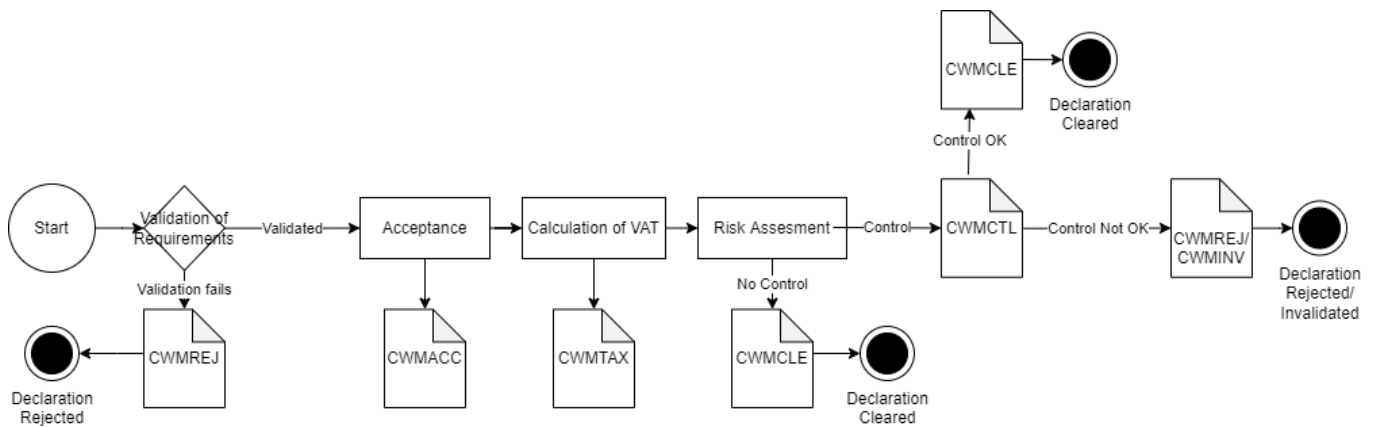 CWMCLE
Declaration
Cleared
Control OK
Start
Validation of
Requirements
Validated
Acceptance
Calculation of VAT
Risk Assesment
Control
CWMCTL
Control Not OK
CWMREJ/
CWMINV
Declaration
Rejected/
Invalidated
Validation fails
No Control
CWMREJ
CWMACC
CWMTAX
CWMCLE
Declaration
Rejected
Declaration
Cleared